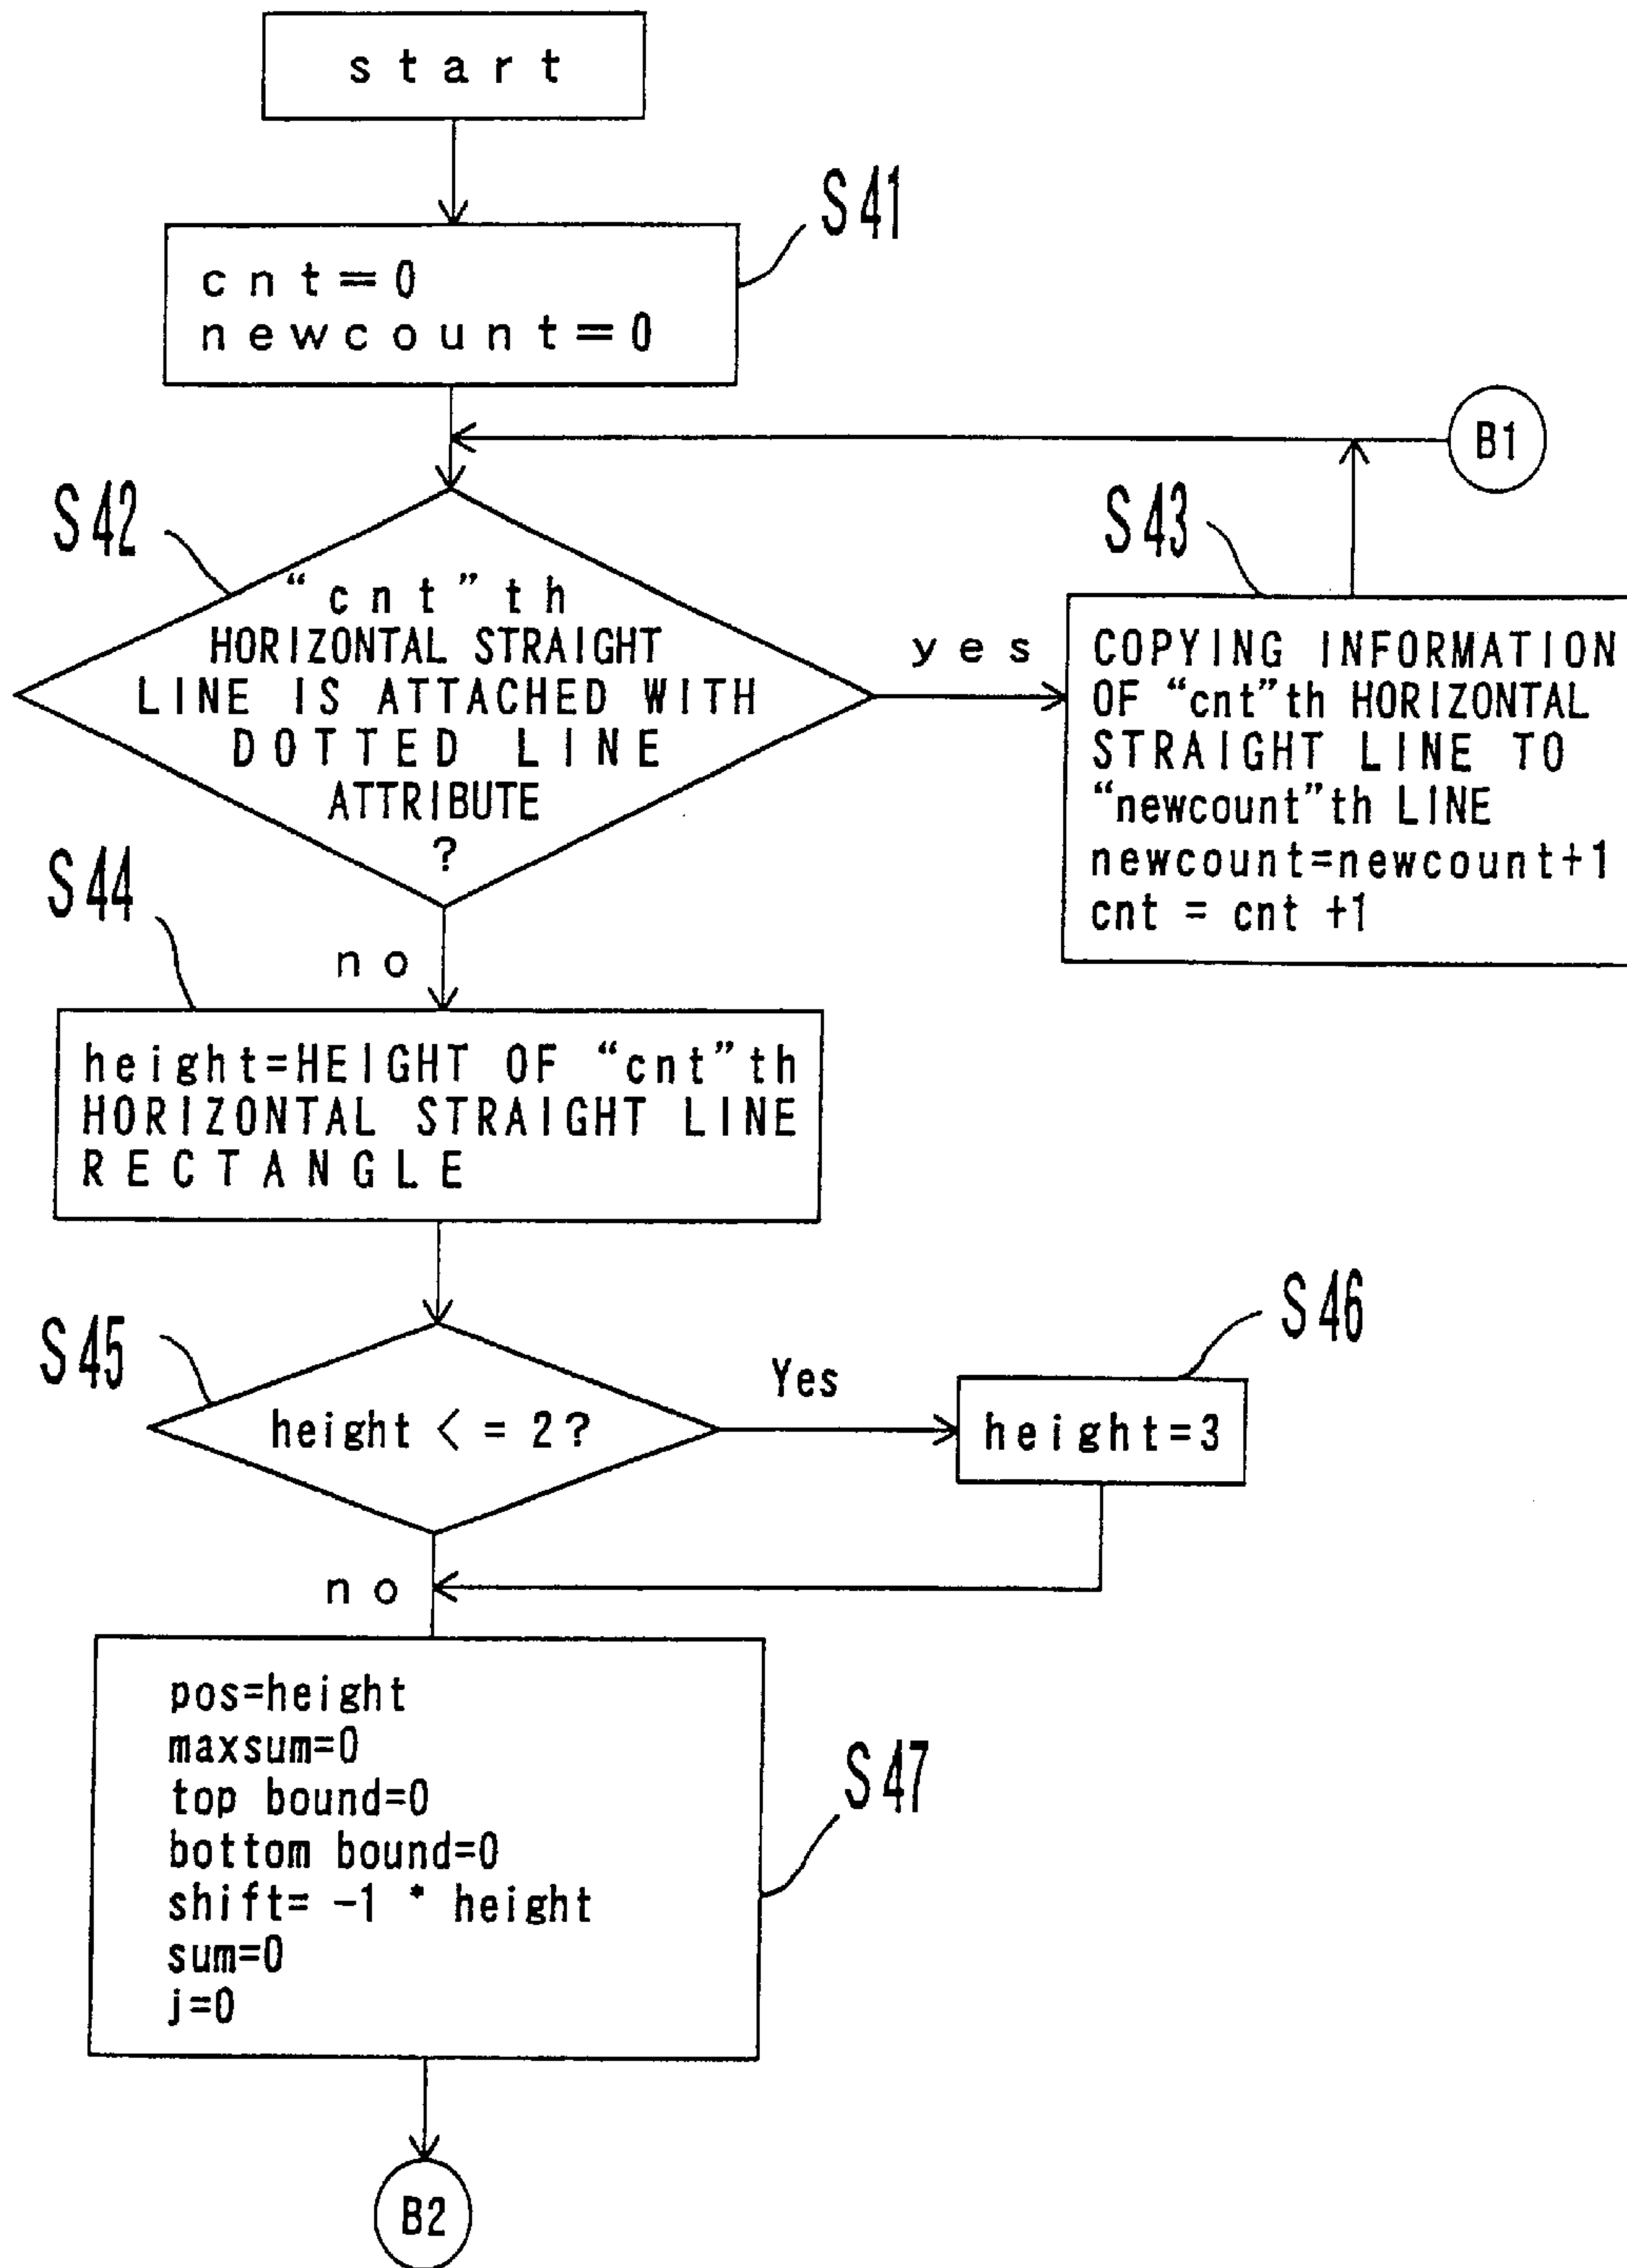 start
S41
cnt=0
newcount=0
B1
S42
"cnt"th
HORIZONTAL STRAIGHT
LINE IS ATTACHED WITH
DOTTED LINE
ATTRIBUTE
?
yes
S43
COPYING INFORMATION
OF "cnt"th HORIZONTAL
STRAIGHT LINE TO
"newcount"th LINE
newcount=newcount+1
cnt = cnt +1
no
S44
height=HEIGHT OF "cnt"th
HORIZONTAL STRAIGHT LINE
RECTANGLE
S45
height < = 2?
Yes
S46
height=3
no
S47
pos=height
maxsum=0
top bound=0
bottom bound=0
shift= -1 * height
sum=0
j=0
B2